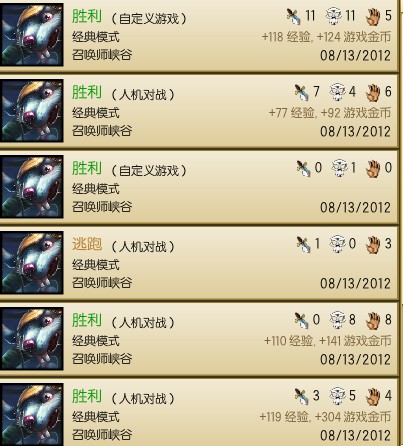 胜利 (自定义游戏) 11 11 5
经典模式 +118 经验, +124 游戏金币
召唤师峡谷 08/13/2012
胜利 (人机对战) 7 4 6
经典模式 +77 经验, +92 游戏金币
召唤师峡谷 08/13/2012
胜利 (自定义游戏) 0 1 0
经典模式
召唤师峡谷 08/13/2012
逃跑 (人机对战) 1 0 3
经典模式
召唤师峡谷 08/13/2012
胜利 (人机对战) 0 8 8
经典模式 +110 经验, +141 游戏金币
召唤师峡谷 08/13/2012
胜利 (人机对战) 3 5 4
经典模式 +119 经验, +304 游戏金币
召唤师峡谷 08/13/2012